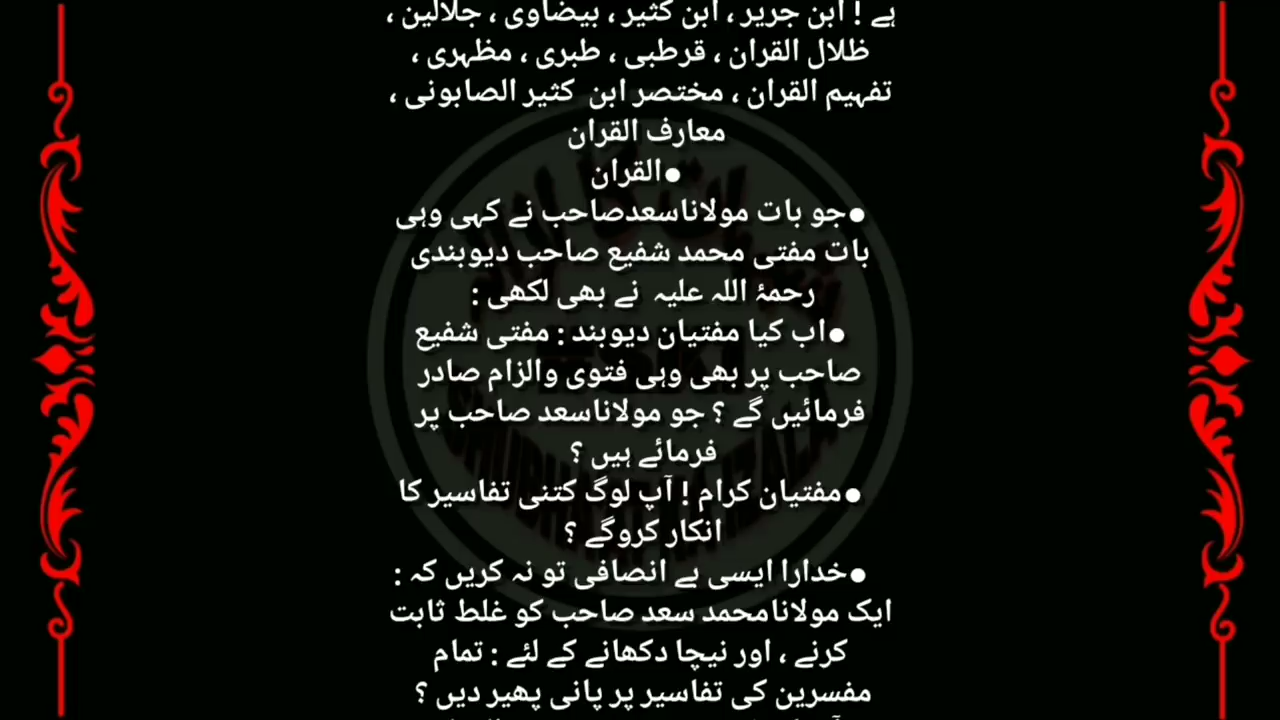 ہے ! ابن جریر ، ابن کثیر ، بیضاوی ، جلالین ،
ظلال القران ، قرطبی ، طبری ، مظہری ،
تفہیم القران ، مختصر ابن کثیر الصابونی ،
معارف القران
●القران
●جو بات مولاناسعدصاحب نے کہی وہی
بات مفتی محمد شفیع صاحب دیوبندی
رحمۂ اللہ علیہ نے بھی لکھی :
●اب کیا مفتیان دیوبند : مفتی شفیع
صاحب پر بھی وہی فتوی والزام صادر
فرمائیں گے ؟ جو مولاناسعد صاحب پر
فرمائے ہیں ؟
●مفتیان کرام ! آپ لوگ کتنی تفاسیر کا
انکار کروگے ؟
●خدارا ایسی بے انصافی تو نہ کریں کہ :
ایک مولانامحمد سعد صاحب کو غلط ثابت
کرنے ، اور نیچا دکھانے کے لئے : تمام
مفسرین کی تفاسیر پر پانی پھیر دیں ؟